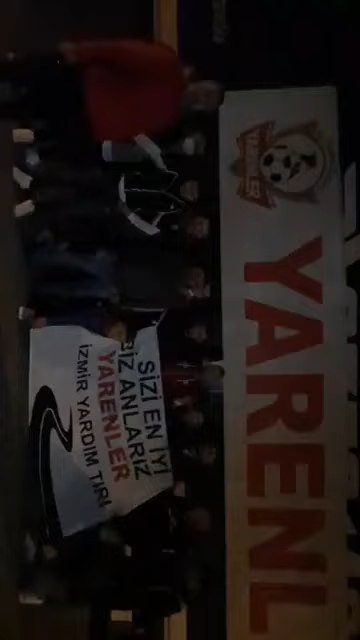 YARENL
SİZİ EN İYİ
BİZ ANLARIZ
YARENLER
İZMİR YARDIM TIRI